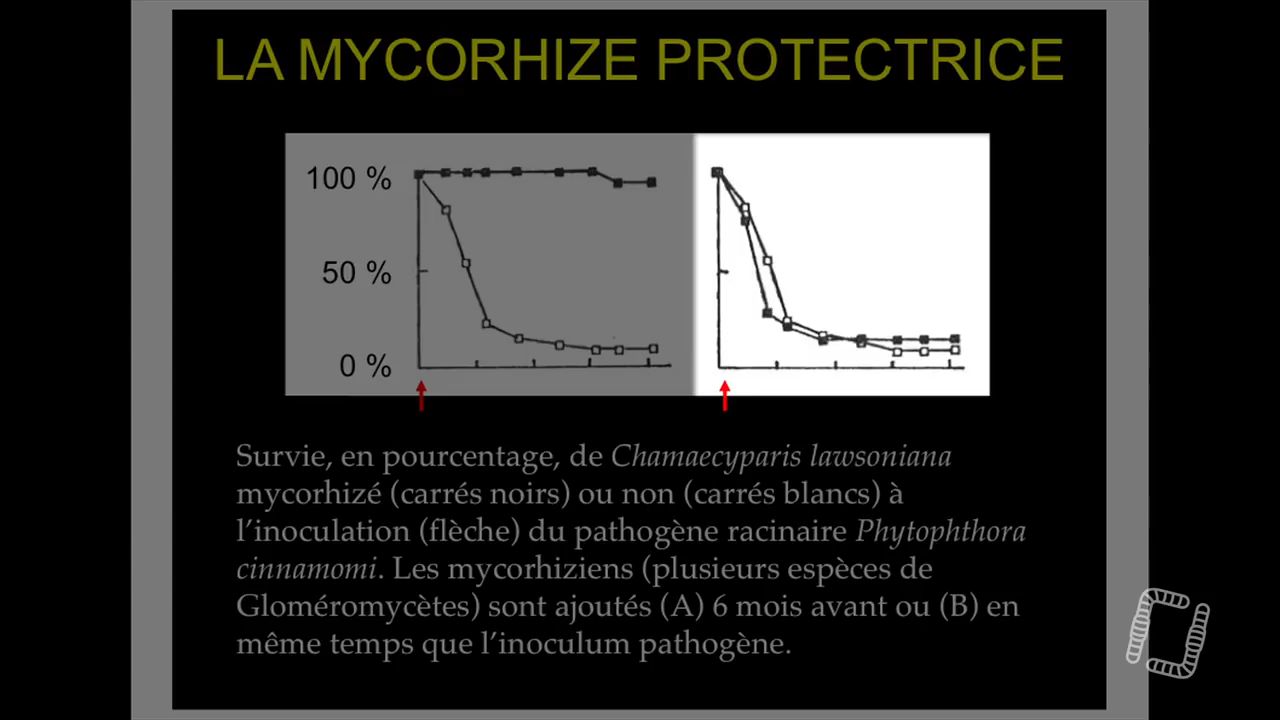 LA MYCORHIZE PROTECTRICE
100 %
50 %
0 %
Survie, en pourcentage, de Chamaecyparis lawsoniana
mycorhizé (carrés noirs) ou non (carrés blancs) à
l’inoculation (flèche) du pathogène racinaire Phytophthora
cinnamomi. Les mycorhiziens (plusieurs espèces de
Gloméromycètes) sont ajoutés (A) 6 mois avant ou (B) en
même temps que l’inoculum pathogène.